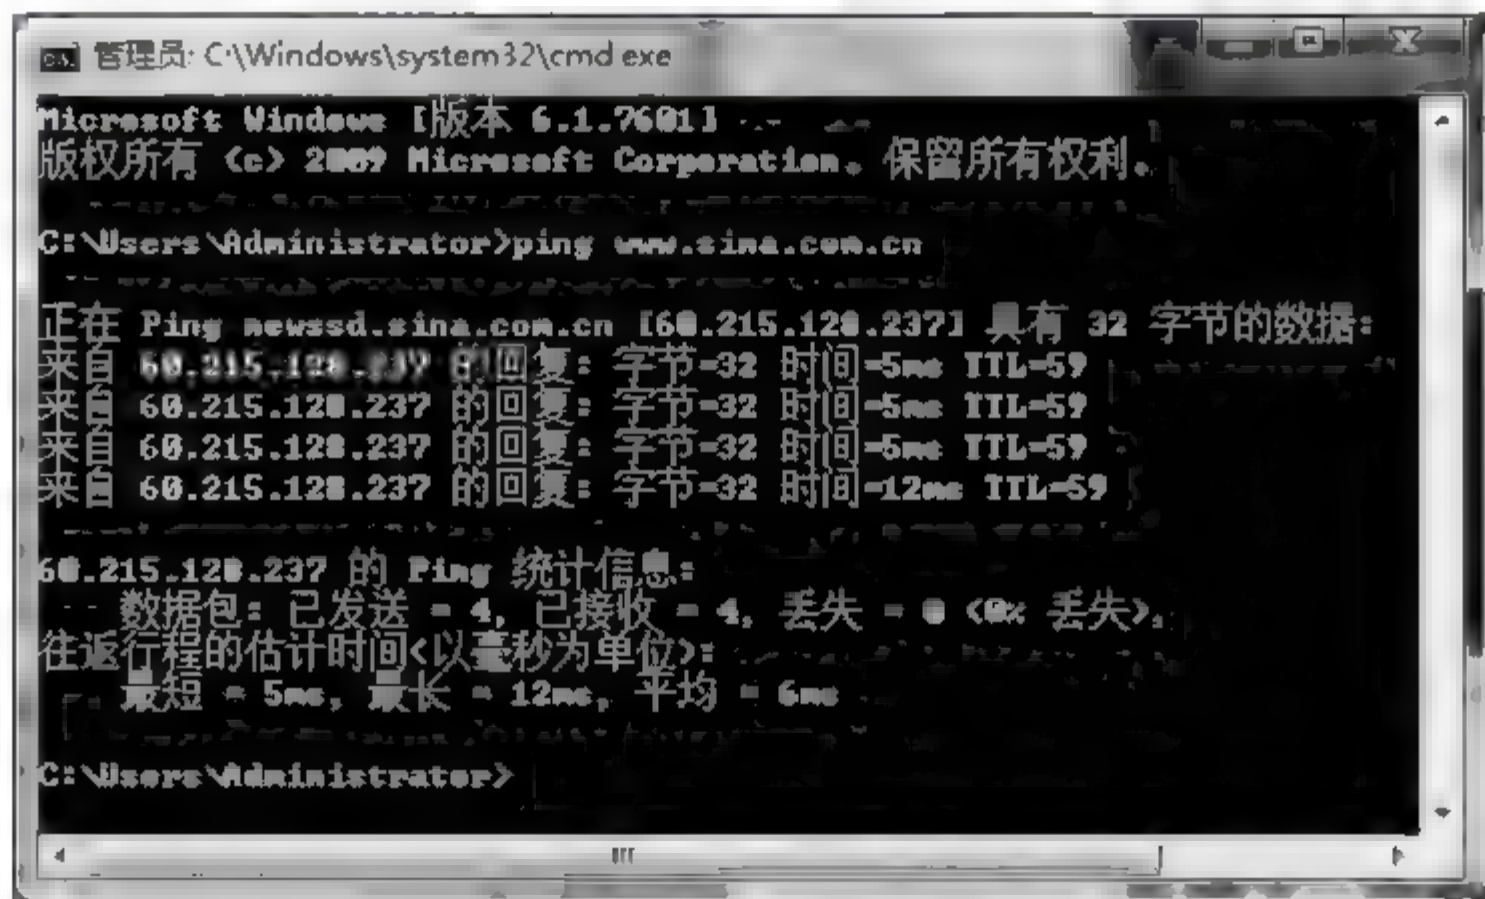 管理员: C:\Windows\system32\cmd.exe
Microsoft Windows [版本 6.1.7601]
版权所有 (c) 2009 Microsoft Corporation。保留所有权利。
C:\Users\Administrator>ping www.sina.com.cn
正在 Ping newssd.sina.com.cn [60.215.128.237] 具有 32 字节的数据:
来自 60.215.128.237 的回复: 字节=32 时间=5ms TTL=59
来自 60.215.128.237 的回复: 字节=32 时间=5ms TTL=59
来自 60.215.128.237 的回复: 字节=32 时间=5ms TTL=59
来自 60.215.128.237 的回复: 字节=32 时间=12ms TTL=59
60.215.128.237 的 Ping 统计信息:
数据包: 已发送 = 4, 已接收 = 4, 丢失 = 0 (0% 丢失),
往返行程的估计时间(以毫秒为单位):
最短 = 5ms, 最长 = 12ms, 平均 = 6ms
C:\Users\Administrator>